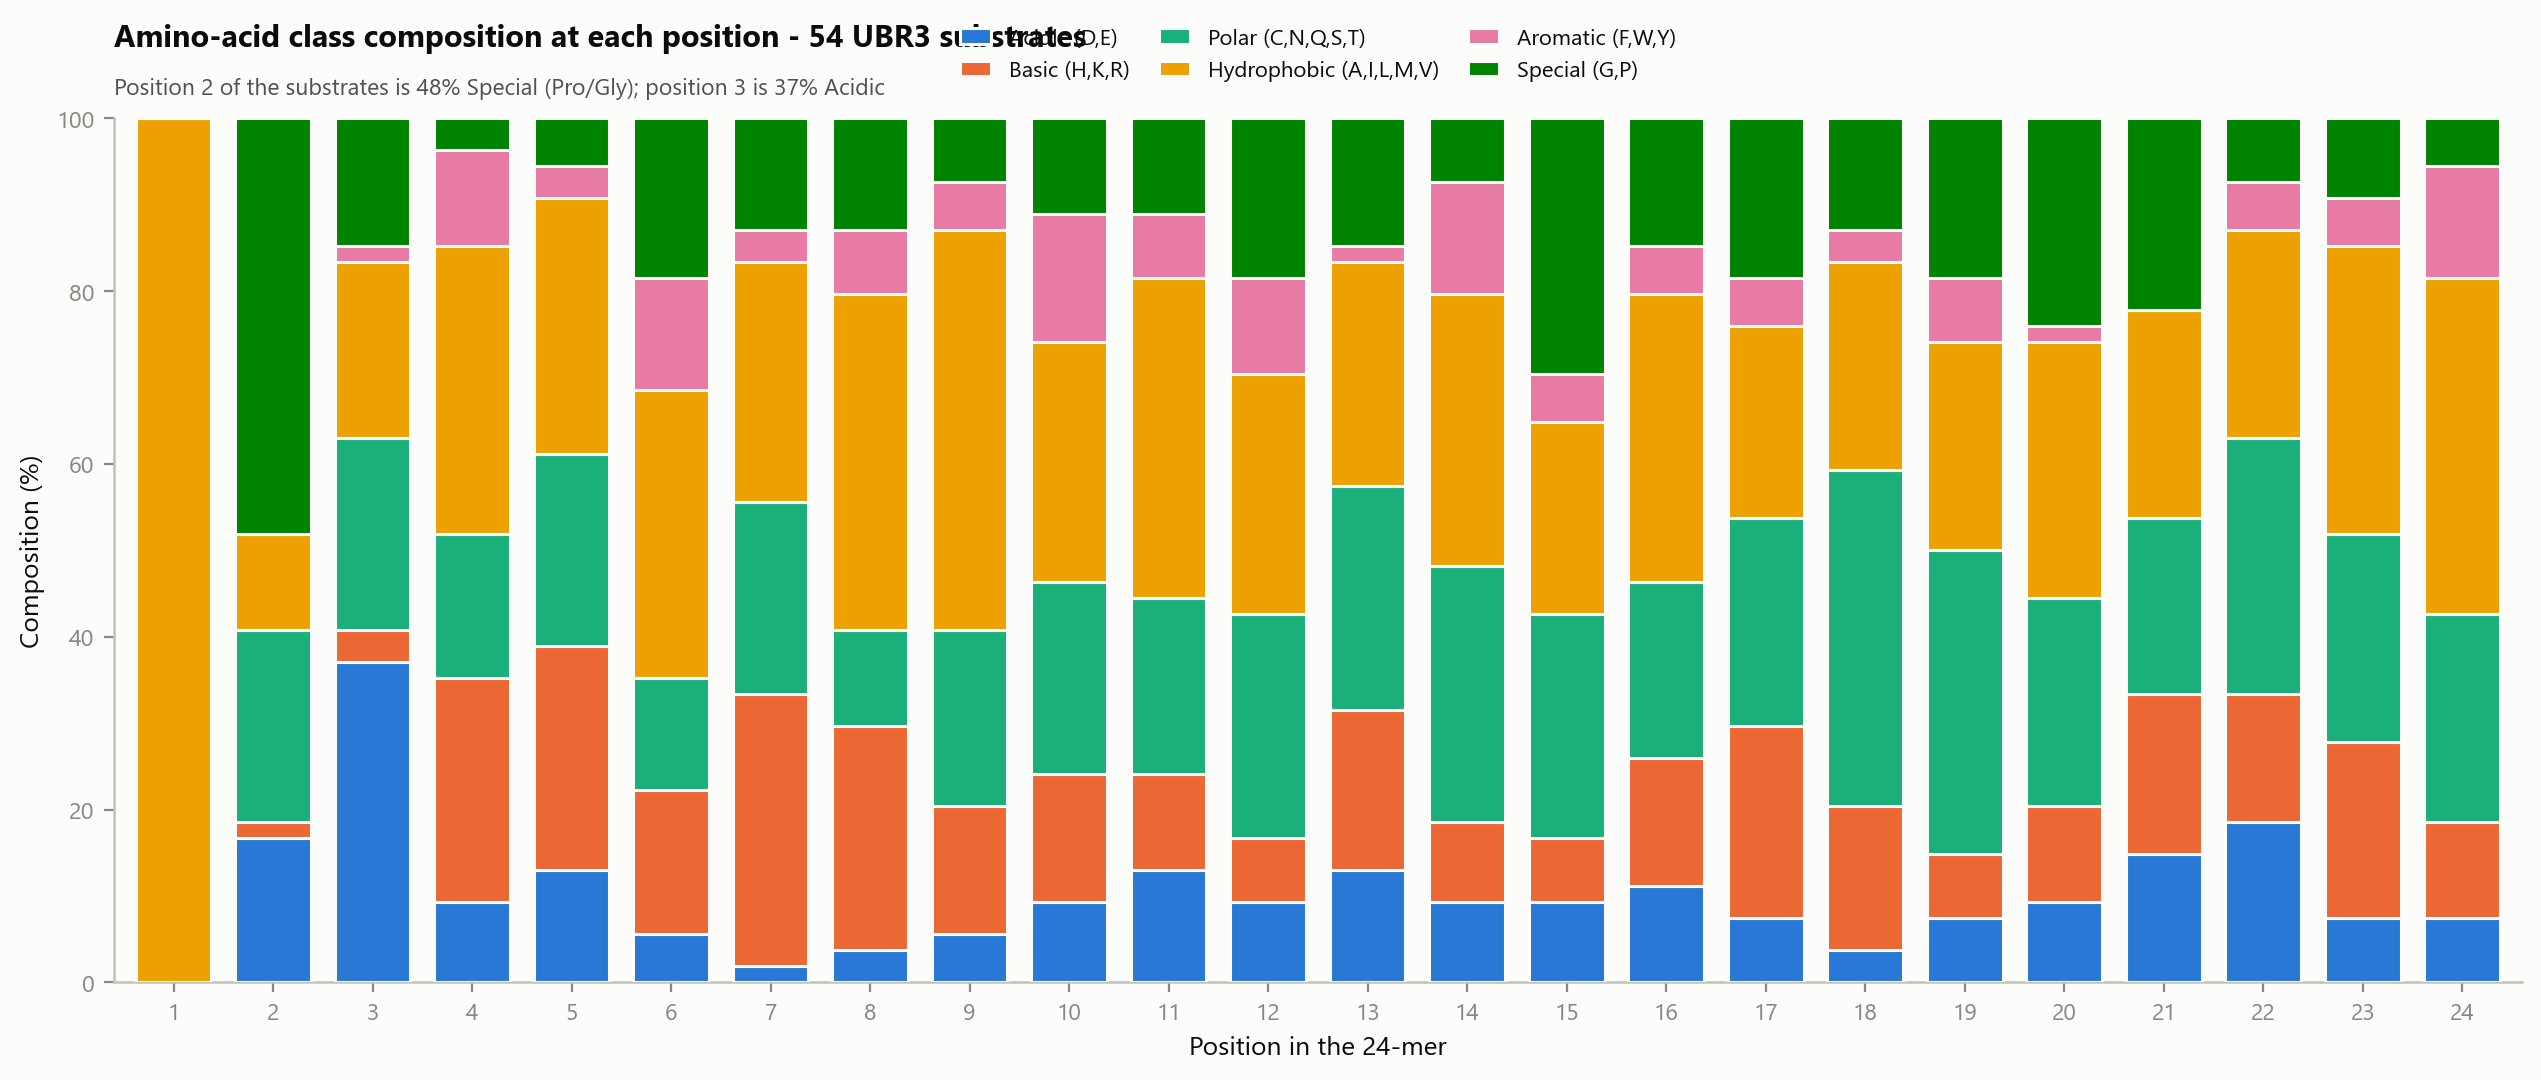 Amino-acid class composition at each position - 54 UBR3 substrates
Position 2 of the substrates is 48% Special (Pro/Gly); position 3 is 37% Acidic
(D,E)
Basic (H,K,R)
Polar (C,N,Q,S,T)
Hydrophobic (A,I,L,M,V)
Aromatic (F,W,Y)
Special (G,P)
Composition (%)
100
80
60
40
20
0
1 2 3 4 5 6 7 8 9 10 11 12 13 14 15 16 17 18 19 20 21 22 23 24
Position in the 24-mer